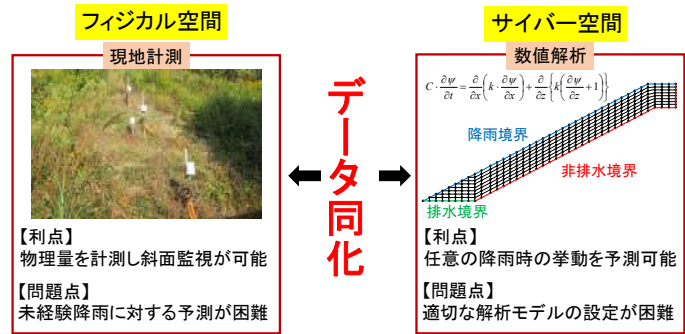 フィジカル空間
現地計測
【利点】
物理量を計測し斜面監視が可能
【問題点】
未経験降雨に対する予測が困難
データ同化
サイバー空間
数値解析
C·∂ψ/∂t=∂/∂x(k·∂ψ/∂x)+∂/∂z{k(∂ψ/∂z+1)}
降雨境界
非排水境界
排水境界
【利点】
任意の降雨時の挙動を予測可能
【問題点】
適切な解析モデルの設定が困難